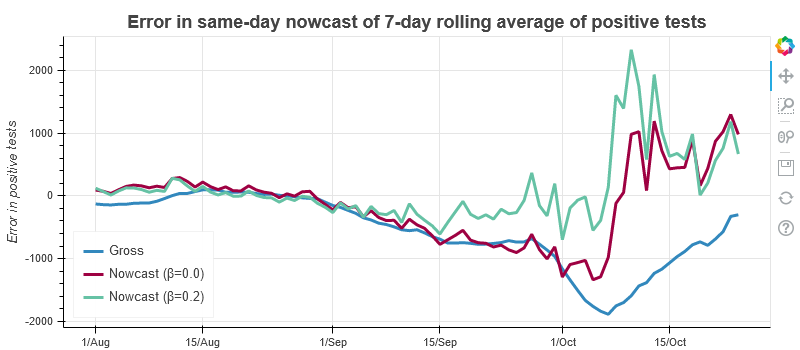 Error in same-day nowcast of 7-day rolling average of positive tests
Error in positive tests
2000
1000
0
-1000
-2000
Gross
Nowcast (β=0.0)
Nowcast (β=0.2)
1/Aug 15/Aug 1/Sep 15/Sep 1/Oct 15/Oct